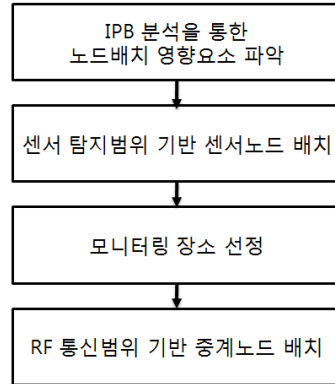 IPB 분석을 통한
노드배치 영향요소 파악
센서 탐지범위 기반 센서노드 배치
모니터링 장소 선정
RF 통신범위 기반 중계노드 배치